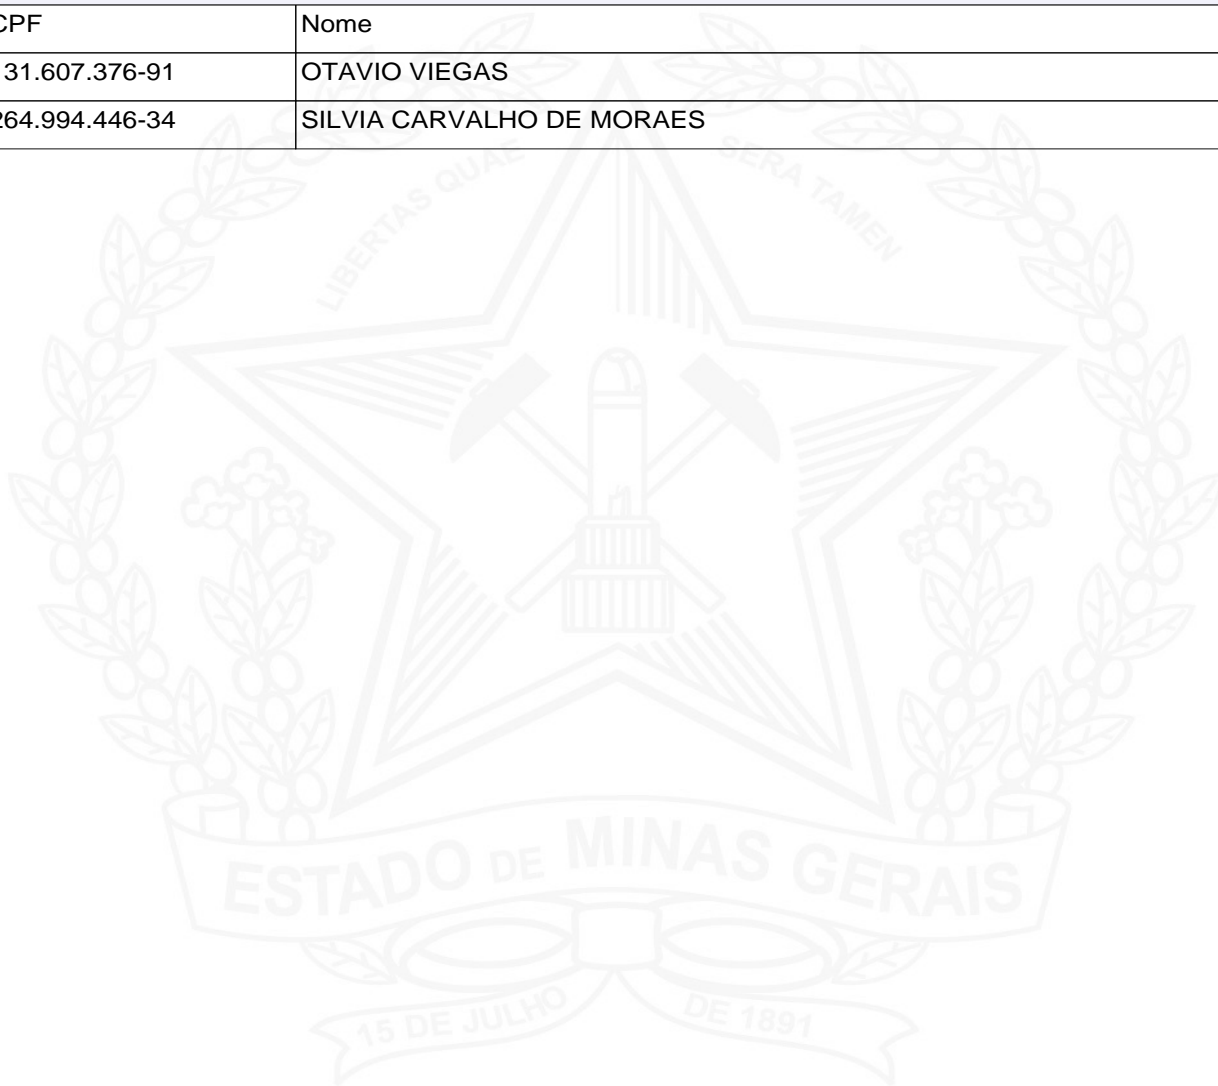 CPF Nome
31.607.376-91 OTAVIO VIEGAS
264.994.446-34 SILVIA CARVALHO DE MORAES
LIBERTAS QUAE SERA TAMEN
ESTADO DE MINAS GERAIS
15 DE JULHO DE 1891